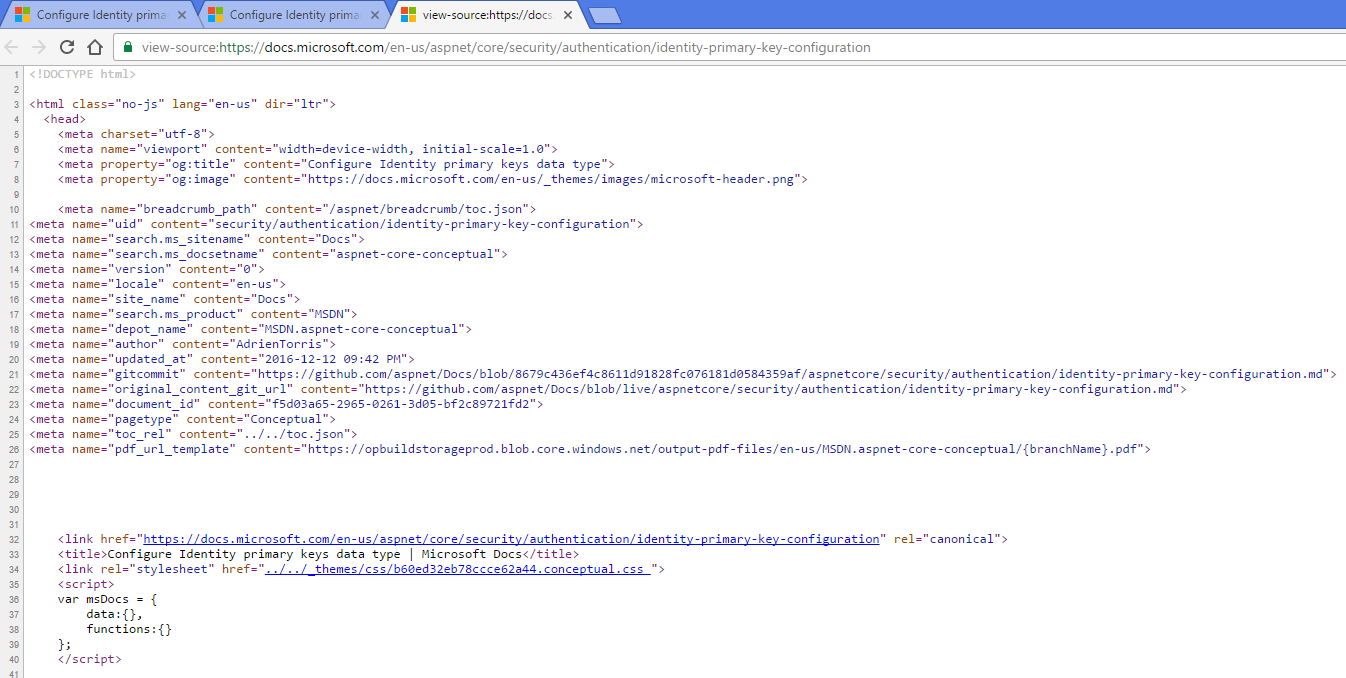 Configure Identity prima
Configure Identity prima
view-source:https://docs.
view-source:https://docs.microsoft.com/en-us/aspnet/core/security/authentication/identity-primary-key-configuration
1 <!DOCTYPE html>
2
3 <html class="no-js" lang="en-us" dir="ltr">
4 <head>
5 <meta charset="utf-8">
6 <meta name="viewport" content="width=device-width, initial-scale=1.0">
7 <meta property="og:title" content="Configure Identity primary keys data type">
8 <meta property="og:image" content="https://docs.microsoft.com/en-us/_themes/images/microsoft-header.png">
9
10 <meta name="breadcrumb_path" content="/aspnet/breadcrumb/toc.json">
11 <meta name="uid" content="security/authentication/identity-primary-key-configuration">
12 <meta name="search.ms_sitename" content="Docs">
13 <meta name="search.ms_docsetname" content="aspnet-core-conceptual">
14 <meta name="version" content="0">
15 <meta name="locale" content="en-us">
16 <meta name="site_name" content="Docs">
17 <meta name="search.ms_product" content="MSDN">
18 <meta name="depot_name" content="MSDN.aspnet-core-conceptual">
19 <meta name="author" content="AdrienTorris">
20 <meta name="updated_at" content="2016-12-12 09:42 PM">
21 <meta name="gitcommit" content="https://github.com/aspnet/Docs/blob/8679c436ef4c8611d91828fc076181d0584359af/aspnetcore/security/authentication/identity-primary-key-configuration.md">
22 <meta name="original_content_git_url" content="https://github.com/aspnet/Docs/blob/live/aspnetcore/security/authentication/identity-primary-key-configuration.md">
23 <meta name="document_id" content="f5d03a65-2965-0261-3d05-bf2c89721fd2">
24 <meta name="pagetype" content="Conceptual">
25 <meta name="toc_rel" content="../../toc.json">
26 <meta name="pdf_url_template" content="https://opbuildstorageprod.blob.core.windows.net/output-pdf-files/en-us/MSDN.aspnet-core-conceptual/{branchName}.pdf">
27
28
29
30
31
32 <link href="https://docs.microsoft.com/en-us/aspnet/core/security/authentication/identity-primary-key-configuration" rel="canonical">
33 <title>Configure Identity primary keys data type | Microsoft Docs</title>
34 <link rel="stylesheet" href="../../_themes/css/b60ed32eb78ccce62a44.conceptual.css ">
35 <script>
36 var msDocs = {
37 data:{},
38 functions:{}
39 };
40 </script>
41